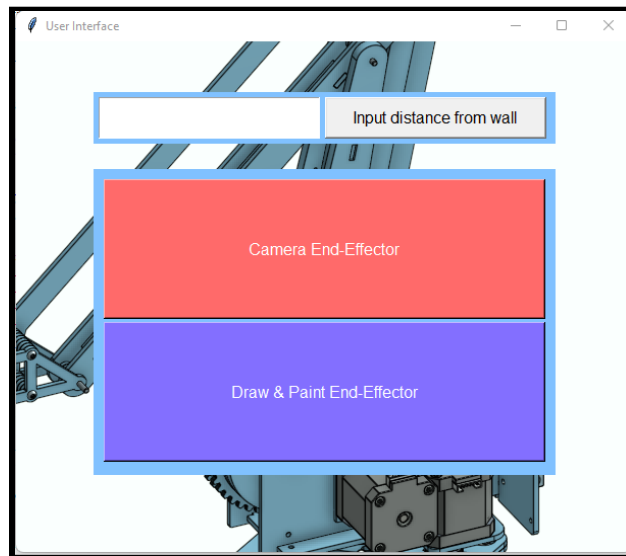 User Interface
Input distance from wall
Camera End-Effector
Draw & Paint End-Effector